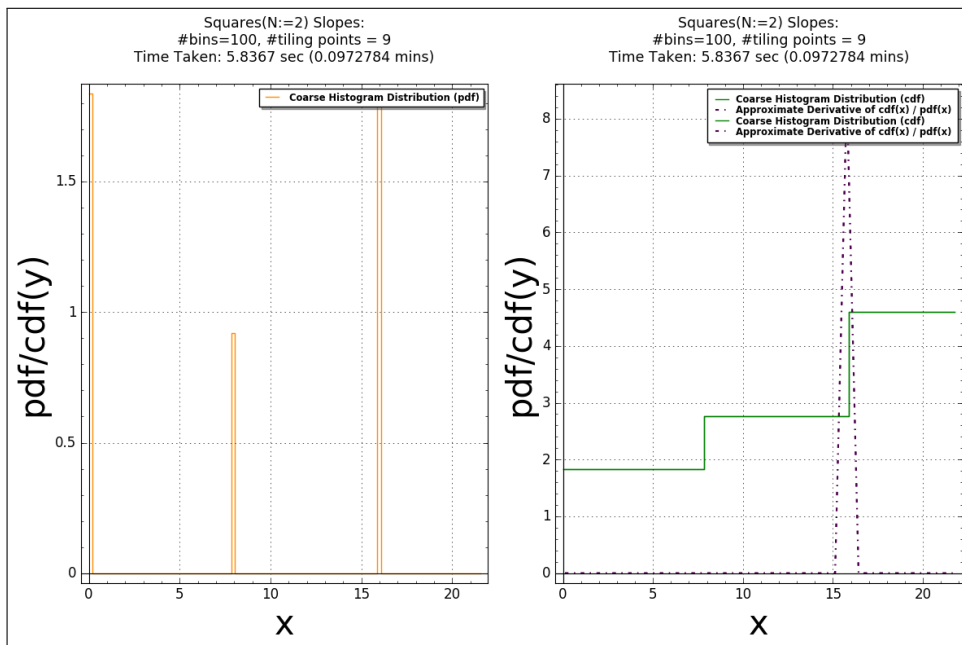 Squares(N:=2) Slopes:
#bins=100, #tiling points = 9
Time Taken: 5.8367 sec (0.0972784 mins)
Coarse Histogram Distribution (pdf)
pdf/cdf(y)
1.5
1
0.5
0
0
5
10
15
20
x
Squares(N:=2) Slopes:
#bins=100, #tiling points = 9
Time Taken: 5.8367 sec (0.0972784 mins)
Coarse Histogram Distribution (cdf)
Approximate Derivative of cdf(x) / pdf(x)
Coarse Histogram Distribution (cdf)
Approximate Derivative of cdf(x) / pdf(x)
pdf/cdf(y)
8
7
6
5
4
3
2
1
0
0
5
10
15
20
x